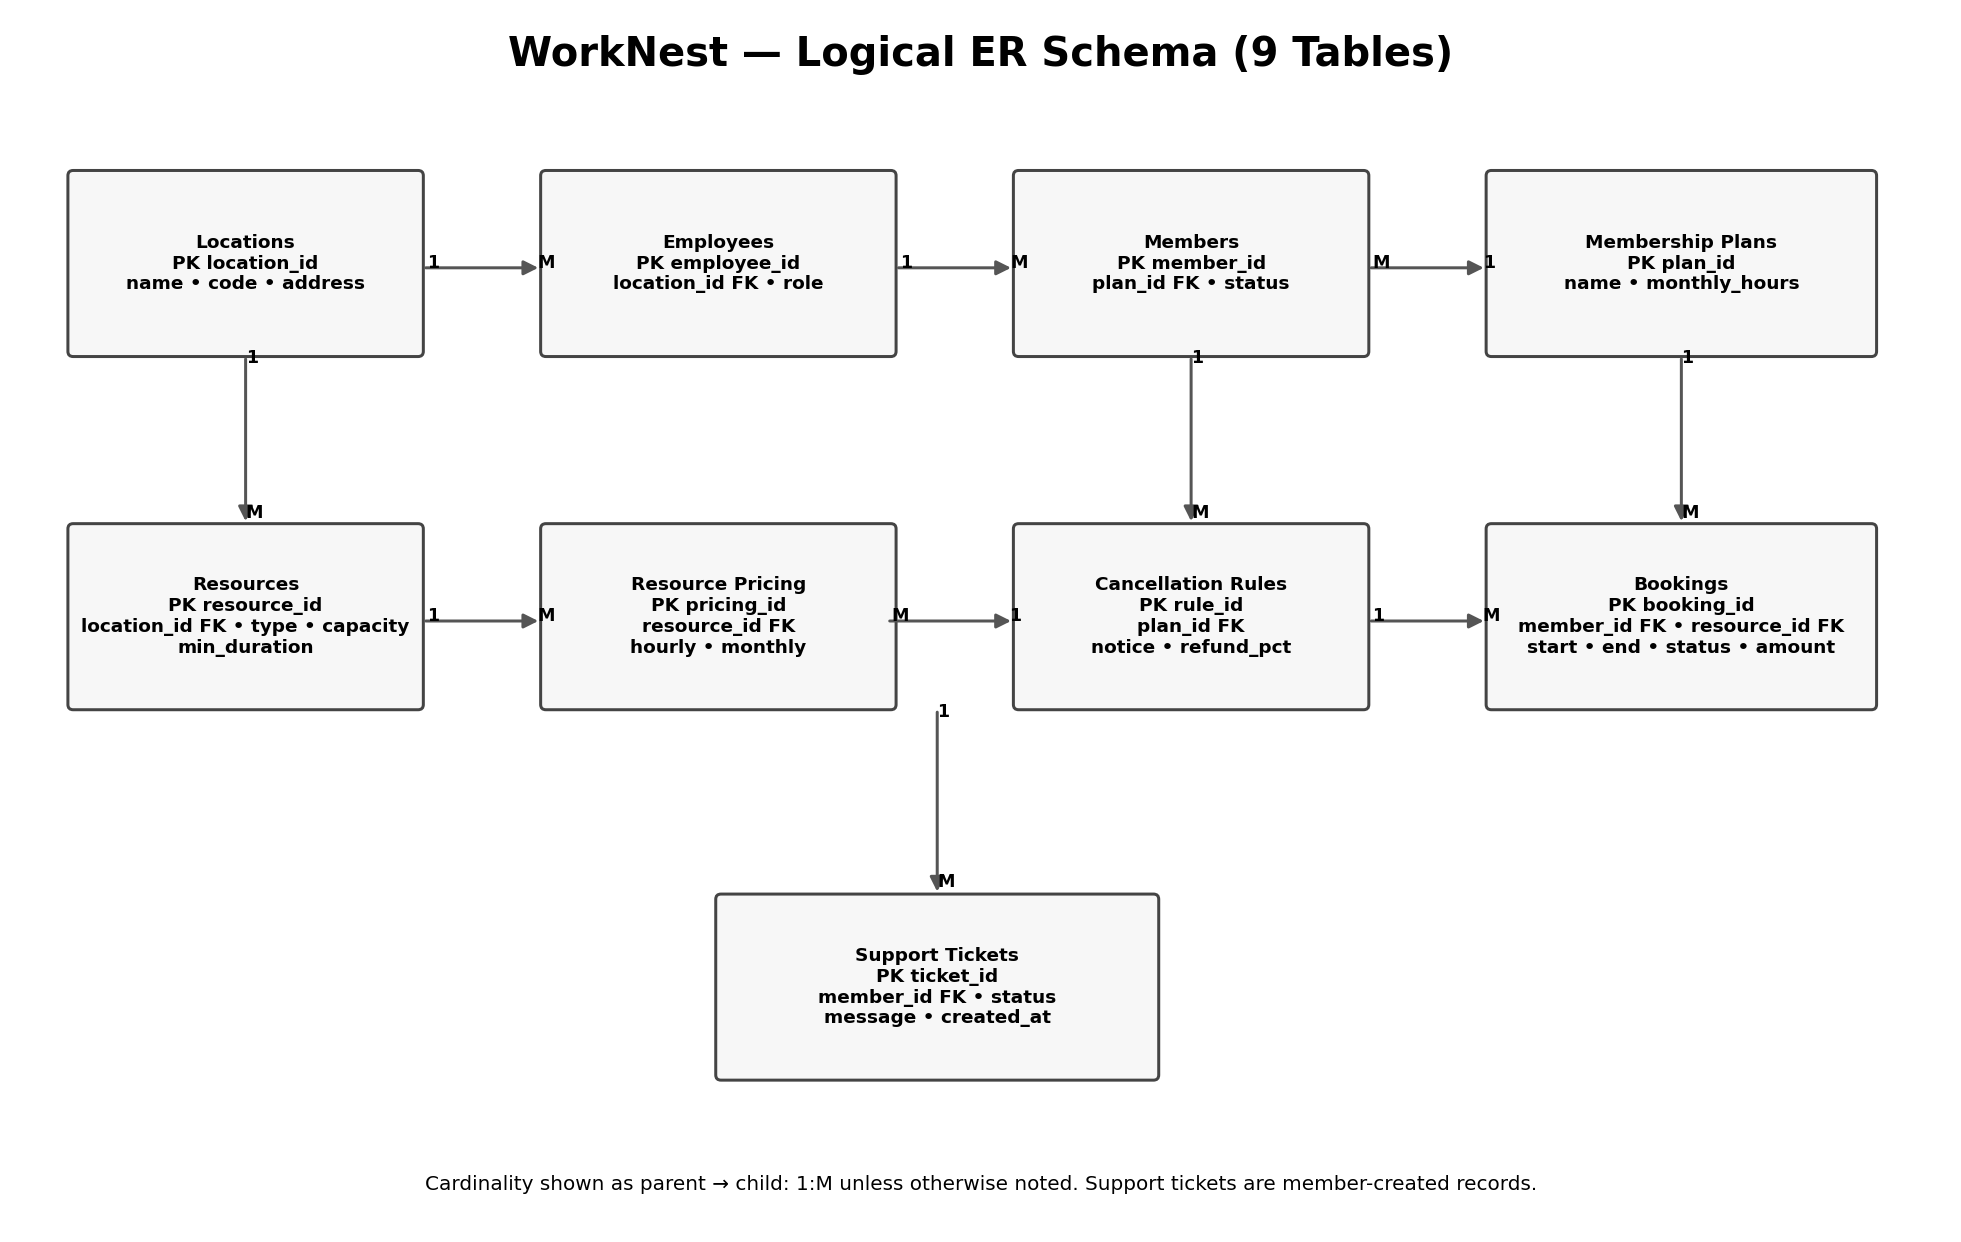 WorkNest — Logical ER Schema (9 Tables)
Locations
PK location_id
name • code • address
1
M
Employees
PK employee_id
location_id FK • role
1
M
Members
PK member_id
plan_id FK • status
M
1
Membership Plans
PK plan_id
name • monthly_hours
1
M
1
M
1
M
Resources
PK resource_id
location_id FK • type • capacity
min_duration
1
M
Resource Pricing
PK pricing_id
resource_id FK
hourly • monthly
M
1
Cancellation Rules
PK rule_id
plan_id FK
notice • refund_pct
1
M
Bookings
PK booking_id
member_id FK • resource_id FK
start • end • status • amount
1
M
Support Tickets
PK ticket_id
member_id FK • status
message • created_at
Cardinality shown as parent → child: 1:M unless otherwise noted. Support tickets are member-created records.